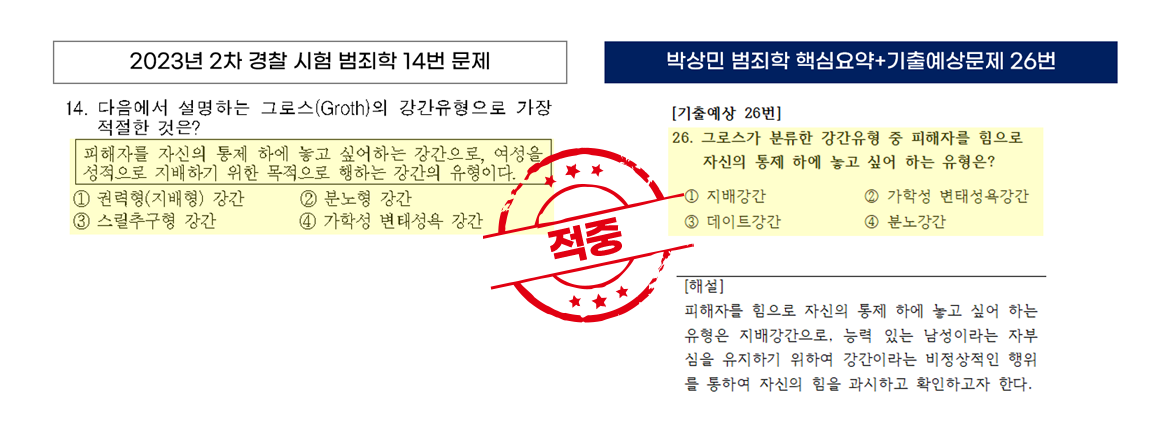 2023년 2차 경찰 시험 범죄학 14번 문제
14. 다음에서 설명하는 그로스(Groth)의 강간유형으로 가장
적절한 것은?
피해자를 자신의 통제 하에 놓고 싶어하는 강간으로, 여성을
성적으로 지배하기 위한 목적으로 행하는 강간의 유형이다.
① 권력형(지배형) 강간 ② 분노형 강간
③ 스릴추구형 강간 ④ 가학성 변태성욕 강간
적중
박상민 범죄학 핵심요약+기출예상문제 26번
[기출예상 26번]
26. 그로스가 분류한 강간유형 중 피해자를 힘으로
자신의 통제 하에 놓고 싶어 하는 유형은?
① 지배강간 ② 가학성 변태성욕강간
③ 데이트강간 ④ 분노강간
[해설]
피해자를 힘으로 자신의 통제 하에 놓고 싶어 하는
유형은 지배강간으로, 능력 있는 남성이라는 자부
심을 유지하기 위하여 강간이라는 비정상적인 행위
를 통하여 자신의 힘을 과시하고 확인하고자 한다.